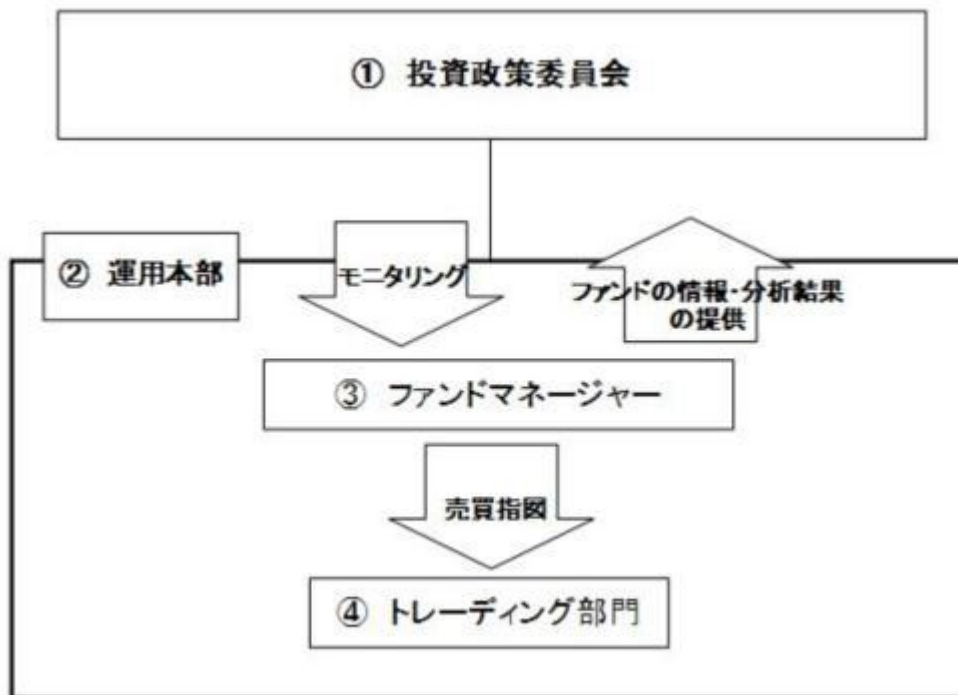 ① 投資政策委員会
② 運用本部
モニタリング
ファンドの情報・分析結果
の提供
③ ファンドマネージャー
売買指図
④ トレーディング部門